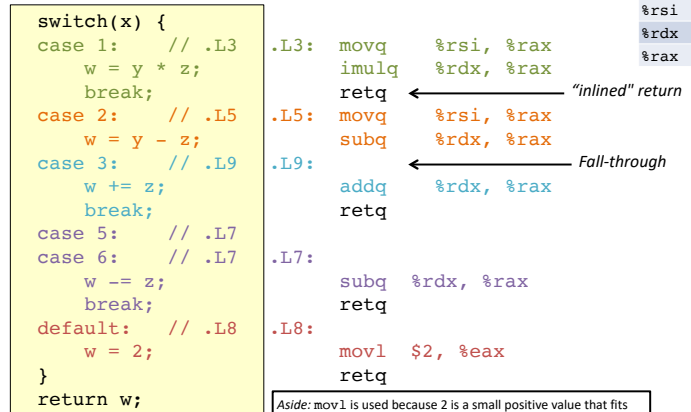 switch(x) {
case 1:     // .L3
    w = y * z;
    break;
case 2:     // .L5
    w = y - z;
case 3:     // .L9
    w += z;
    break;
case 5:     // .L7
case 6:     // .L7
    w -= z;
    break;
default:    // .L8
    w = 2;
}
return w;
.L3:  movq    %rsi, %rax
      imulq   %rdx, %rax
      retq
.L5:  movq    %rsi, %rax
      subq    %rdx, %rax
.L9:
      addq    %rdx, %rax
      retq
.L7:
      subq  %rdx, %rax
      retq
.L8:
      movl  $2, %eax
      retq
"inlined" return
Fall-through
%rsi
%rdx
%rax
Aside: movl is used because 2 is a small positive value that fits